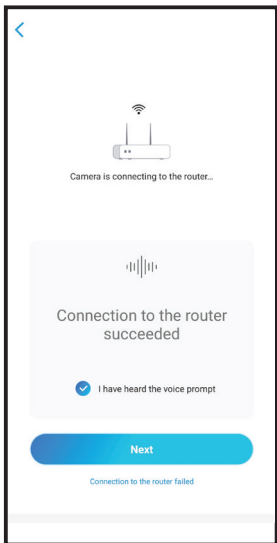 Camera is connecting to the router...
Connection to the router
succeeded
I have heard the voice prompt
Next
Connection to the router failed